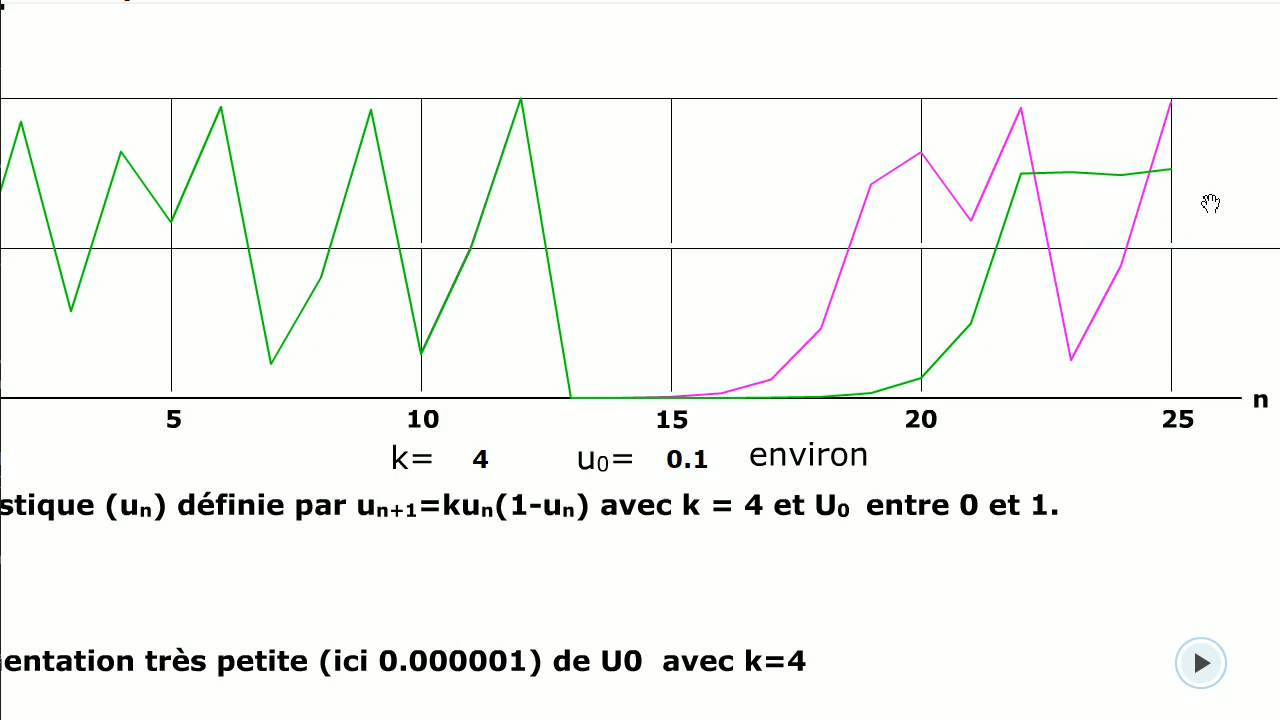 5 10 15 20 25 n
k= 4 u₀= 0.1 environ
stique (uₙ) définie par uₙ₊₁=kuₙ(1-uₙ) avec k = 4 et U₀ entre 0 et 1.
entation très petite (ici 0.000001) de U0 avec k=4